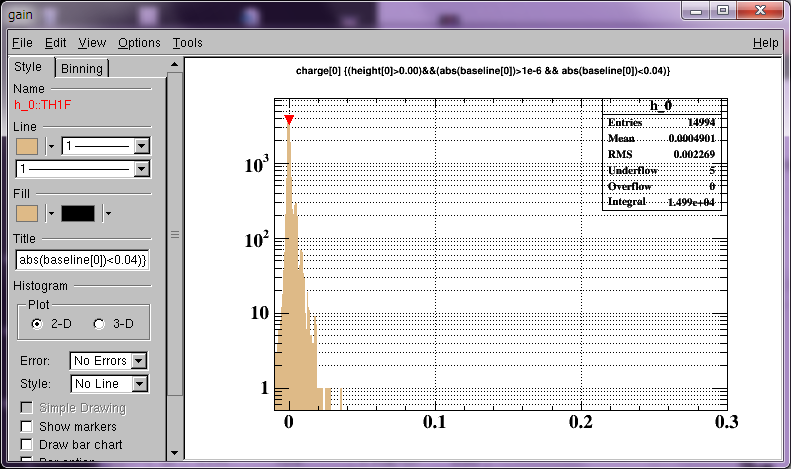 gain
File Edit View Options Tools Help
Style Binning
Name
h_0::TH1F
Line
1
1
Fill
Title
abs(baseline[0])<0.04)}
Histogram
Plot
2-D 3-D
Error: No Errors
Style: No Line
Simple Drawing
Show markers
Draw bar chart
Bar option
charge[0] {(height[0]>0.00)&&(abs(baseline[0])>1e-6 && abs(baseline[0])<0.04)}
h_0
Entries 14994
Mean 0.0004901
RMS 0.002269
Underflow 5
Overflow 0
Integral 1.499e+04
10³
10²
10
1
0 0.1 0.2 0.3